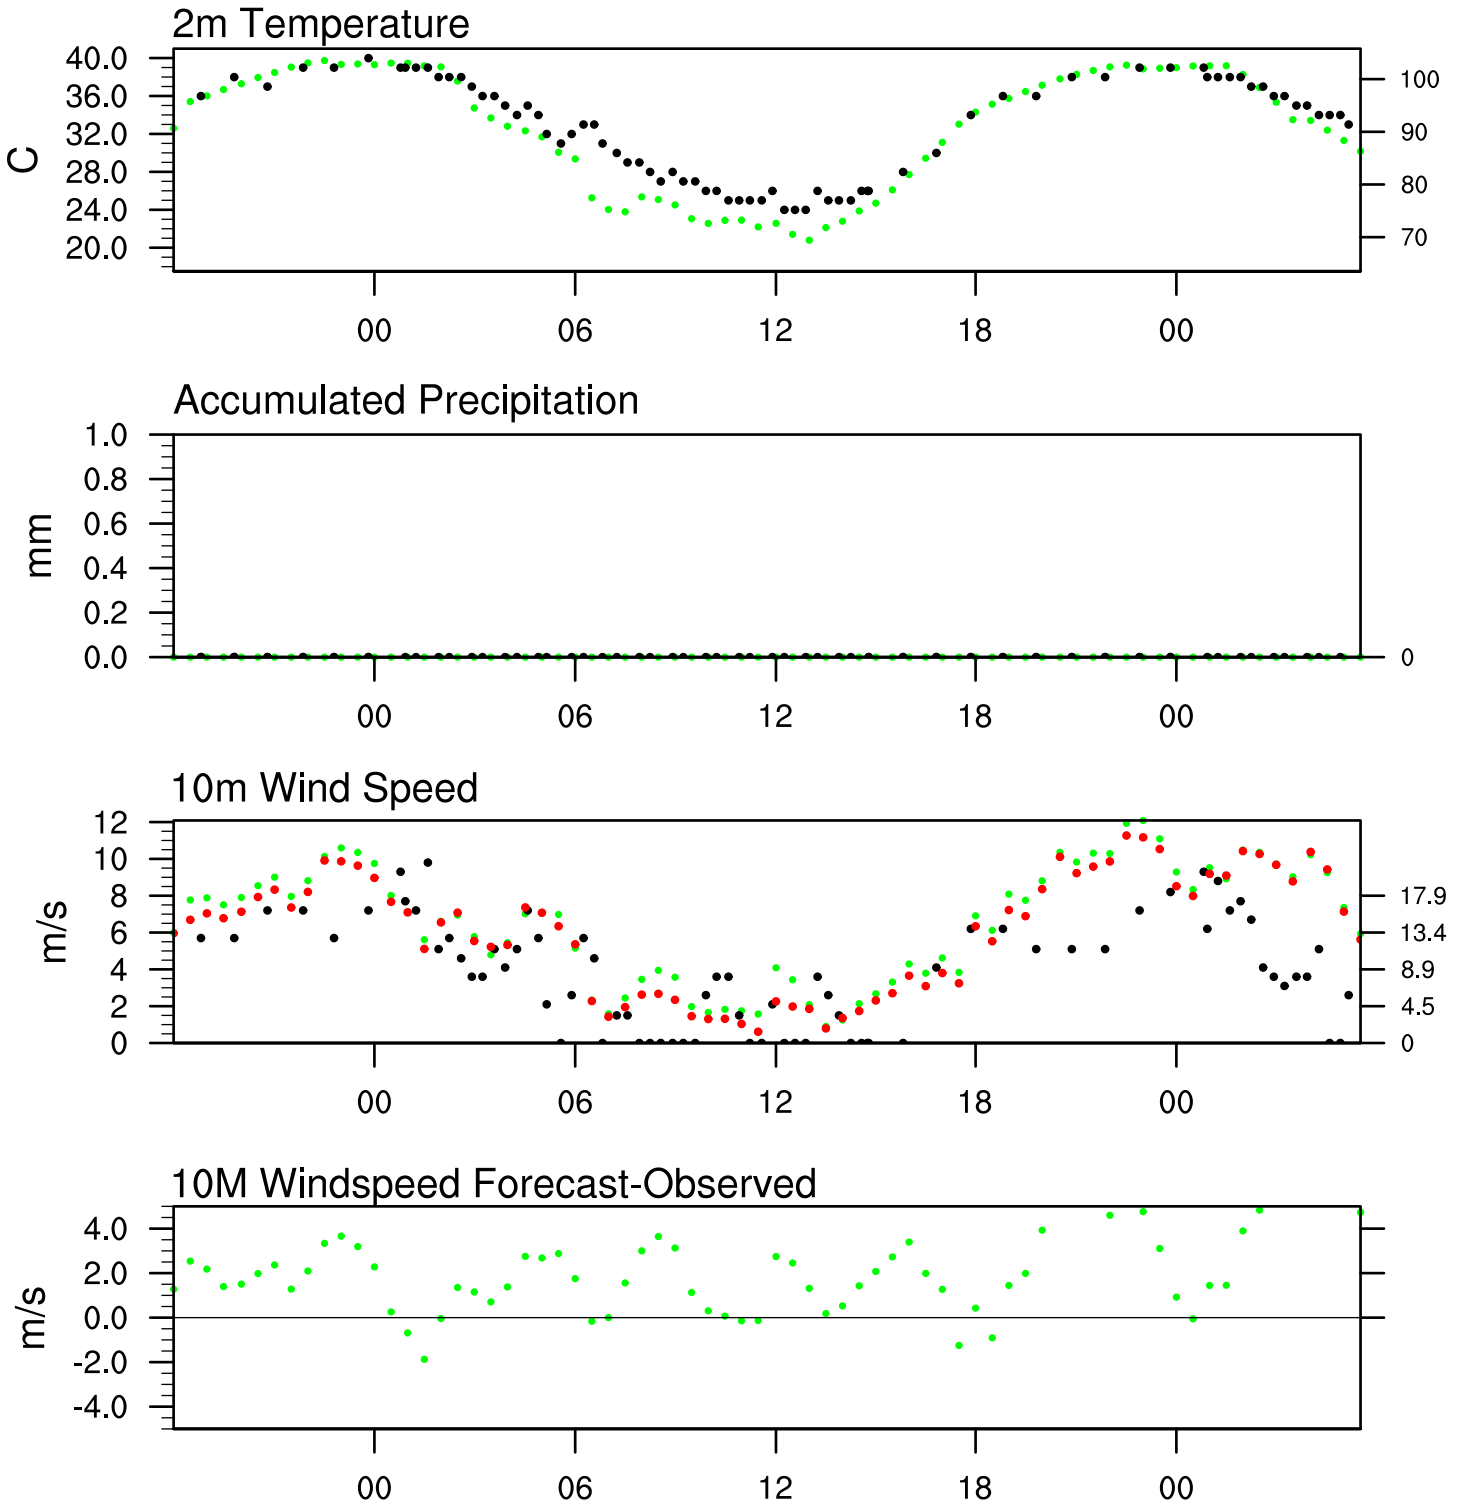 2m Temperature
40.0
36.0
32.0
28.0
24.0
20.0
C
100
90
80
70
00 06 12 18 00
Accumulated Precipitation
1.0
0.8
0.6
0.4
0.2
0.0
mm
0
00 06 12 18 00
10m Wind Speed
12
10
8
6
4
2
0
m/s
17.9
13.4
8.9
4.5
0
00 06 12 18 00
10M Windspeed Forecast-Observed
4.0
2.0
0.0
-2.0
-4.0
m/s
00 06 12 18 00